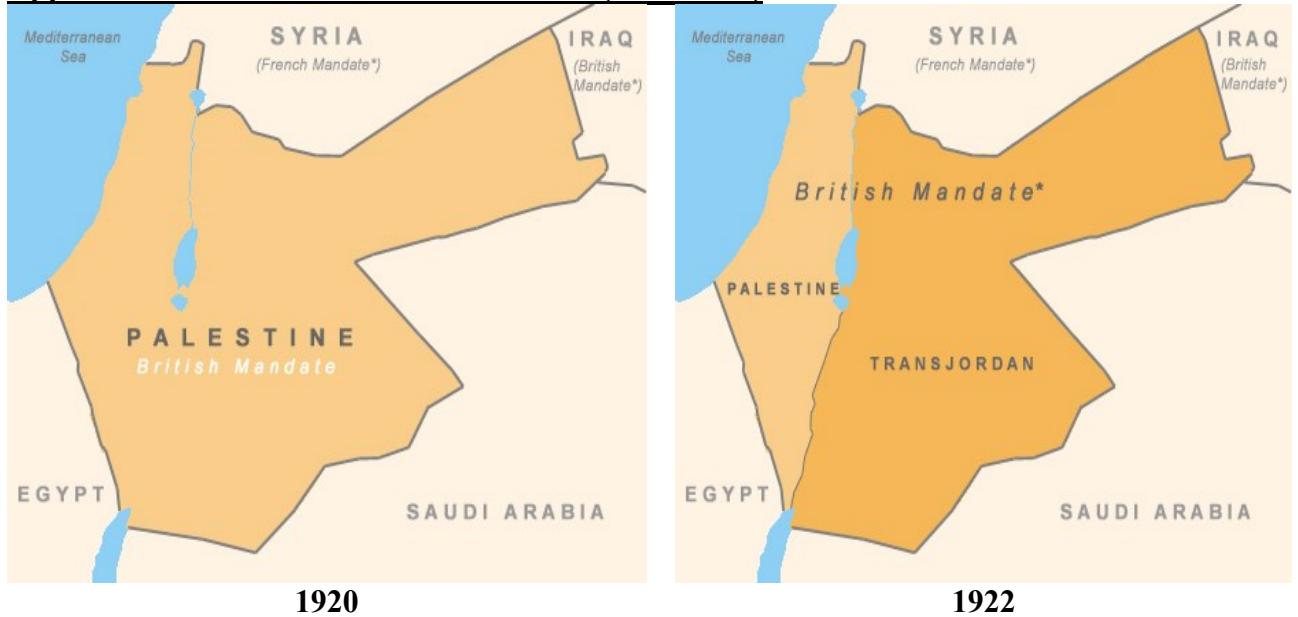 Mediterranean
Sea
SYRIA
(French Mandate*)
IRAQ
(British
Mandate*)
PALESTINE
British Mandate
EGYPT
SAUDI ARABIA
1920
Mediterranean
Sea
SYRIA
(French Mandate*)
IRAQ
(British
Mandate*)
British Mandate*
PALESTINE
TRANSJORDAN
EGYPT
SAUDI ARABIA
1922